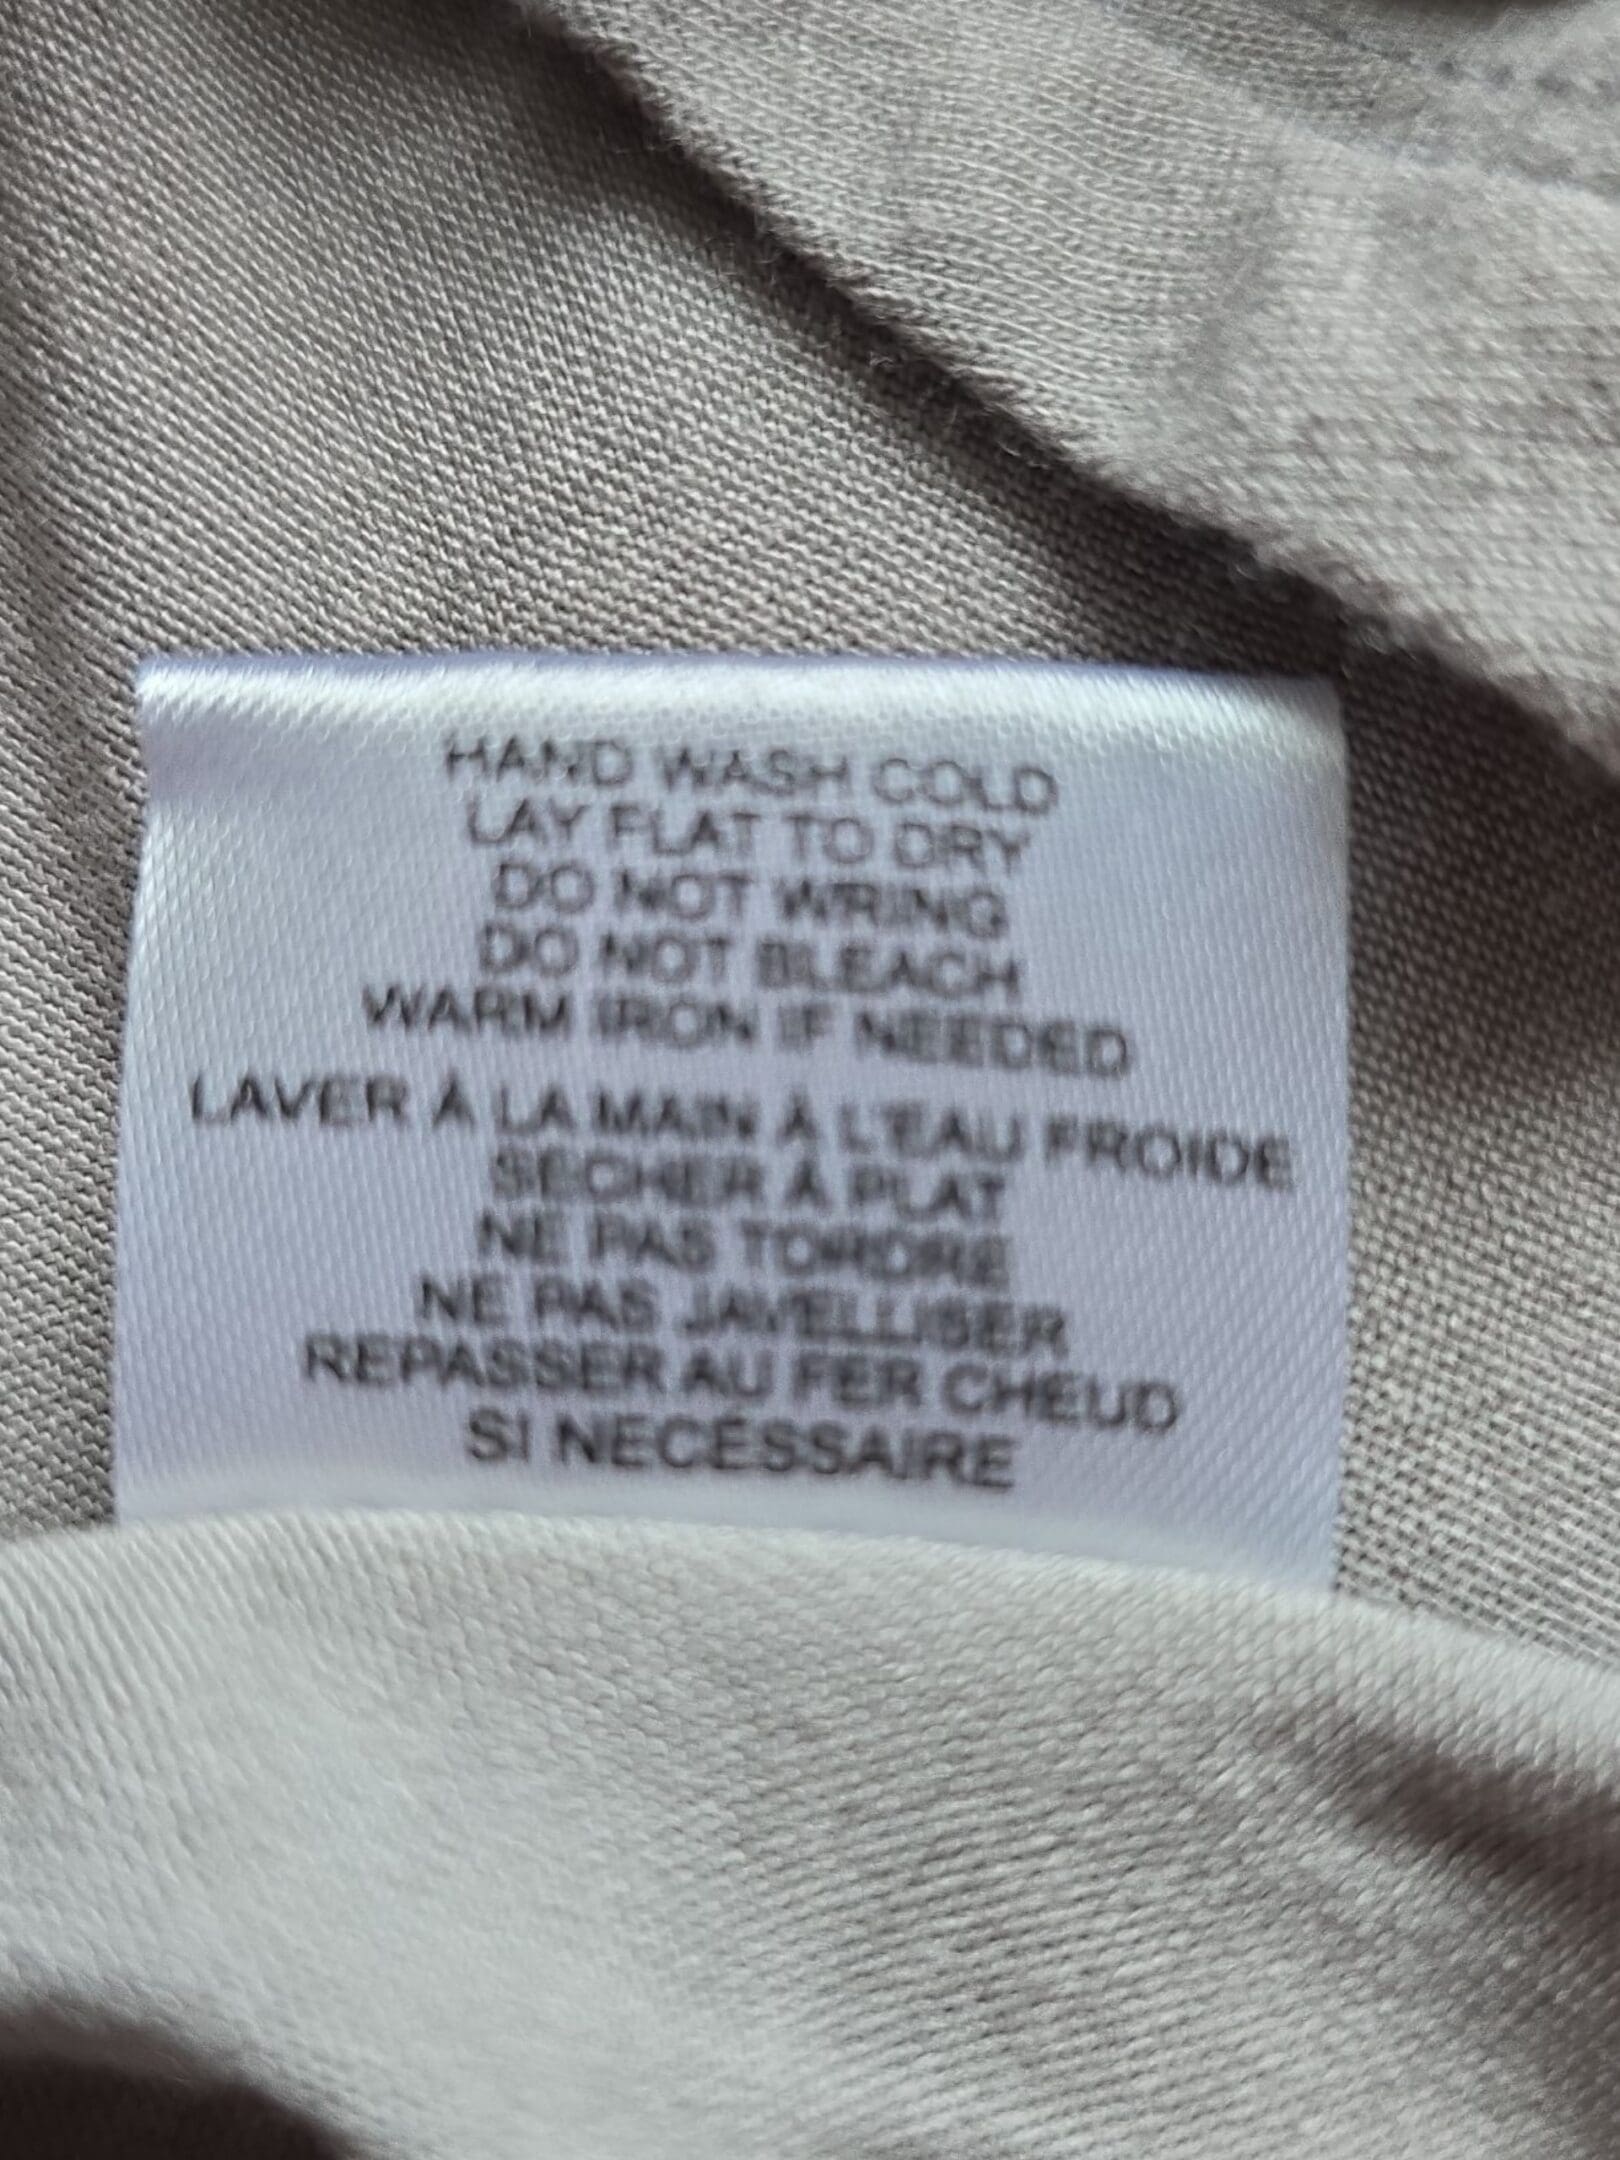 HAND WASH COLD
LAY FLAT TO DRY
DO NOT WRING
DO NOT BLEACH
WARM IRON IF NEEDED
LAVER À LA MAIN À L'EAU FROIDE
SÉCHER À PLAT
NE PAS TORDRE
NE PAS JAVELLISER
REPASSER AU FER CHEUD
SI NECÉSSAIRE